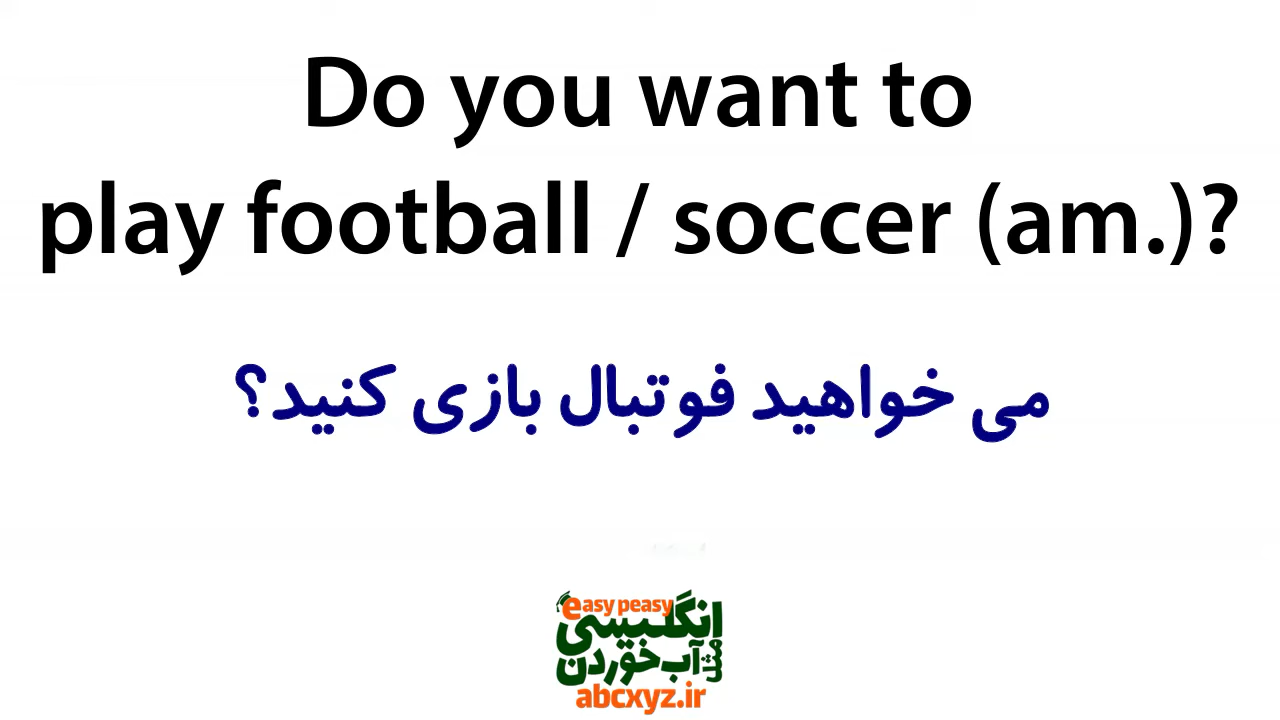 Do you want to
play football / soccer (am.)?
می خواهید فوتبال بازی کنید؟
easy peasy
انگلیسی
مثل آب خوردن
abcxyz.ir